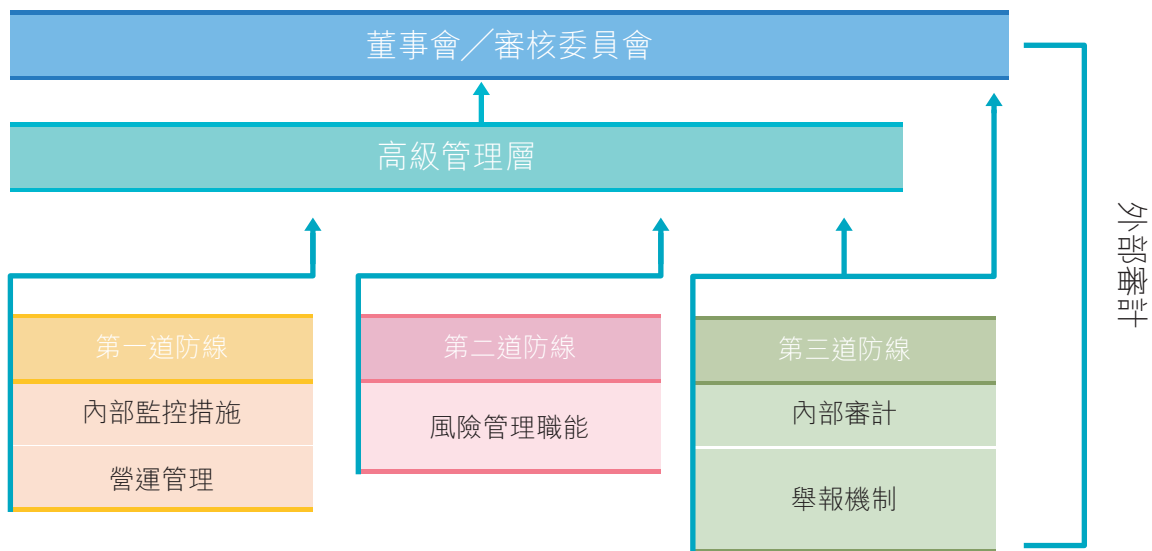 董事會／審核委員會
高級管理層
外部審計
第一道防線
內部監控措施
營運管理
第二道防線
風險管理職能
第三道防線
內部審計
舉報機制